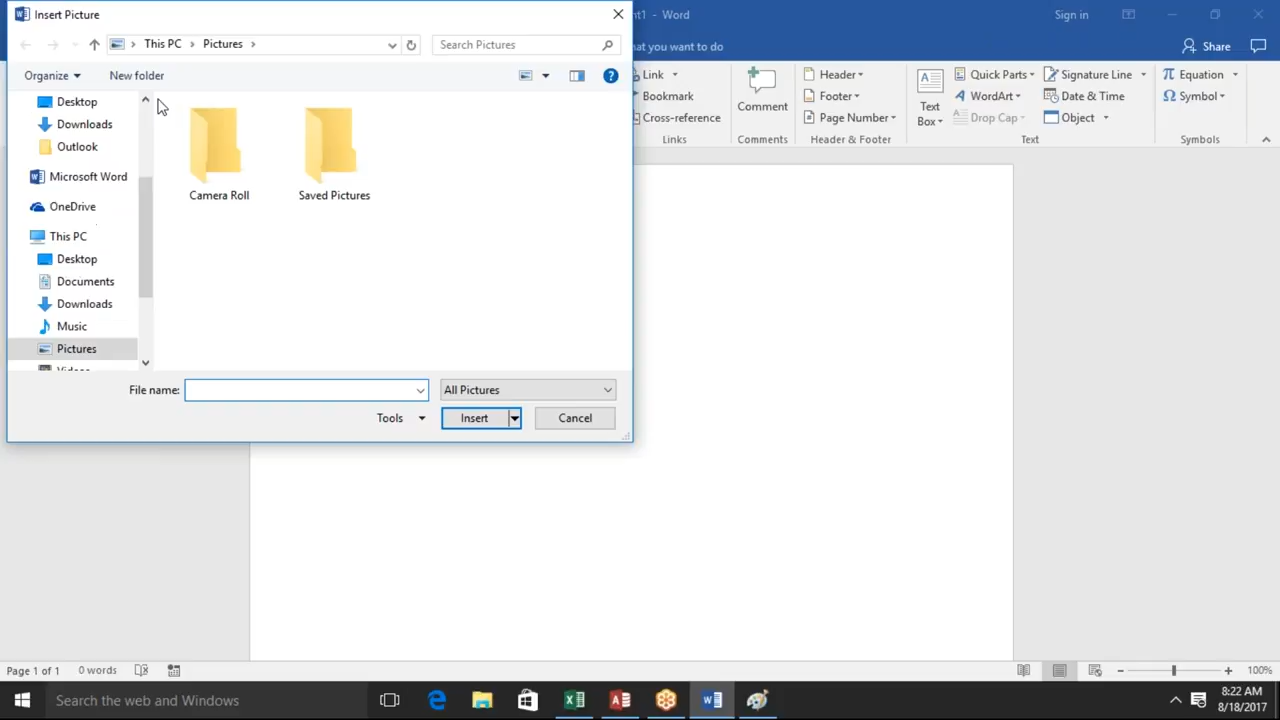 Insert Picture
nt1 - Word
Sign in
This PC
Pictures
Search Pictures
hat you want to do
Share
Organize
New folder
Link
Bookmark
Cross-reference
Links
Comment
Comments
Header
Footer
Page Number
Header & Footer
Text
Box
Quick Parts
WordArt
Drop Cap
Signature Line
Date & Time
Object
Text
Equation
Symbol
Symbols
Desktop
Downloads
Outlook
Microsoft Word
OneDrive
This PC
Desktop
Documents
Downloads
Music
Pictures
Videos
Camera Roll
Saved Pictures
File name:
All Pictures
Tools
Insert
Cancel
Page 1 of 1
0 words
100%
Search the web and Windows
8:22 AM
8/18/2017